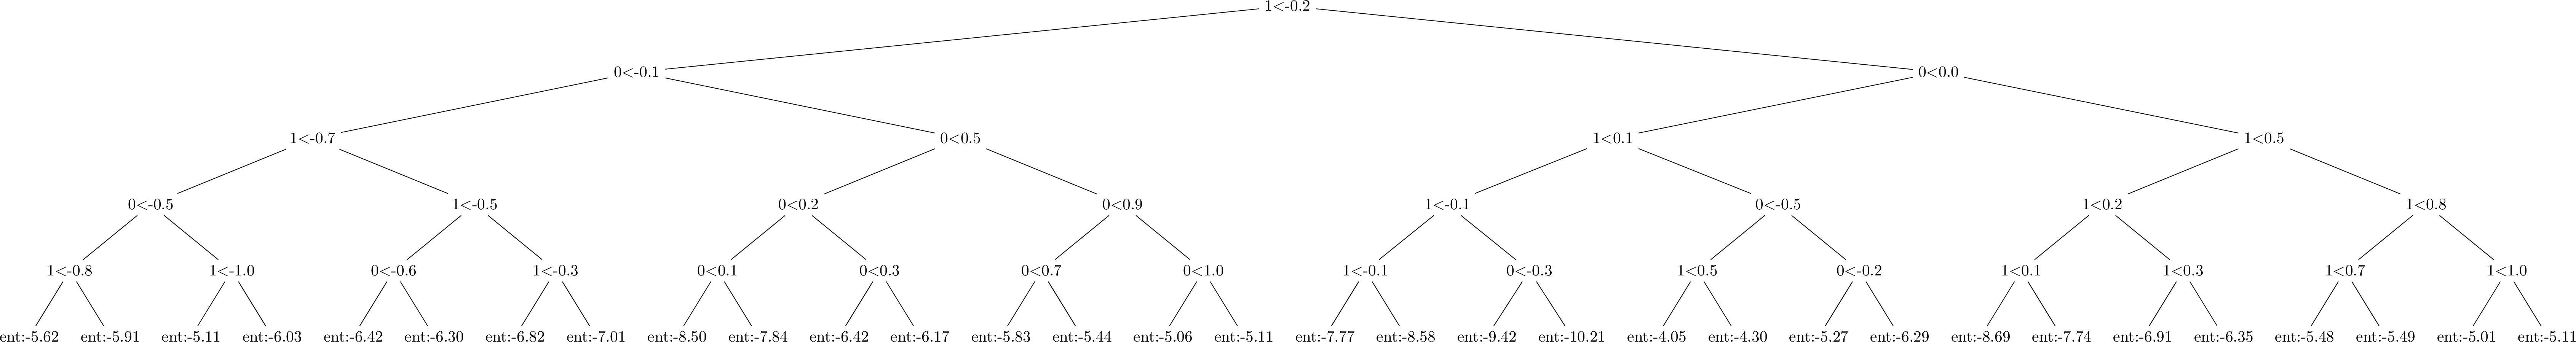 1<-0.2
0<-0.1 0<0.0
1<-0.7 0<0.5 1<0.1 1<0.5
0<-0.5 1<-0.5 0<0.2 0<0.9 1<-0.1 0<-0.5 1<0.2 1<0.8
1<-0.8 1<-1.0 0<-0.6 1<-0.3 0<0.1 0<0.3 0<0.7 0<1.0 1<-0.1 0<-0.3 1<0.5 0<-0.2 1<0.1 1<0.3 1<0.7 1<1.0
ent:-5.62 ent:-5.91 ent:-5.11 ent:-6.03 ent:-6.42 ent:-6.30 ent:-6.82 ent:-7.01 ent:-8.50 ent:-7.84 ent:-6.42 ent:-6.17 ent:-5.83 ent:-5.44 ent:-5.06 ent:-5.11 ent:-7.77 ent:-8.58 ent:-9.42 ent:-10.21 ent:-4.05 ent:-4.30 ent:-5.27 ent:-6.29 ent:-8.69 ent:-7.74 ent:-6.91 ent:-6.35 ent:-5.48 ent:-5.49 ent:-5.01 ent:-5.11